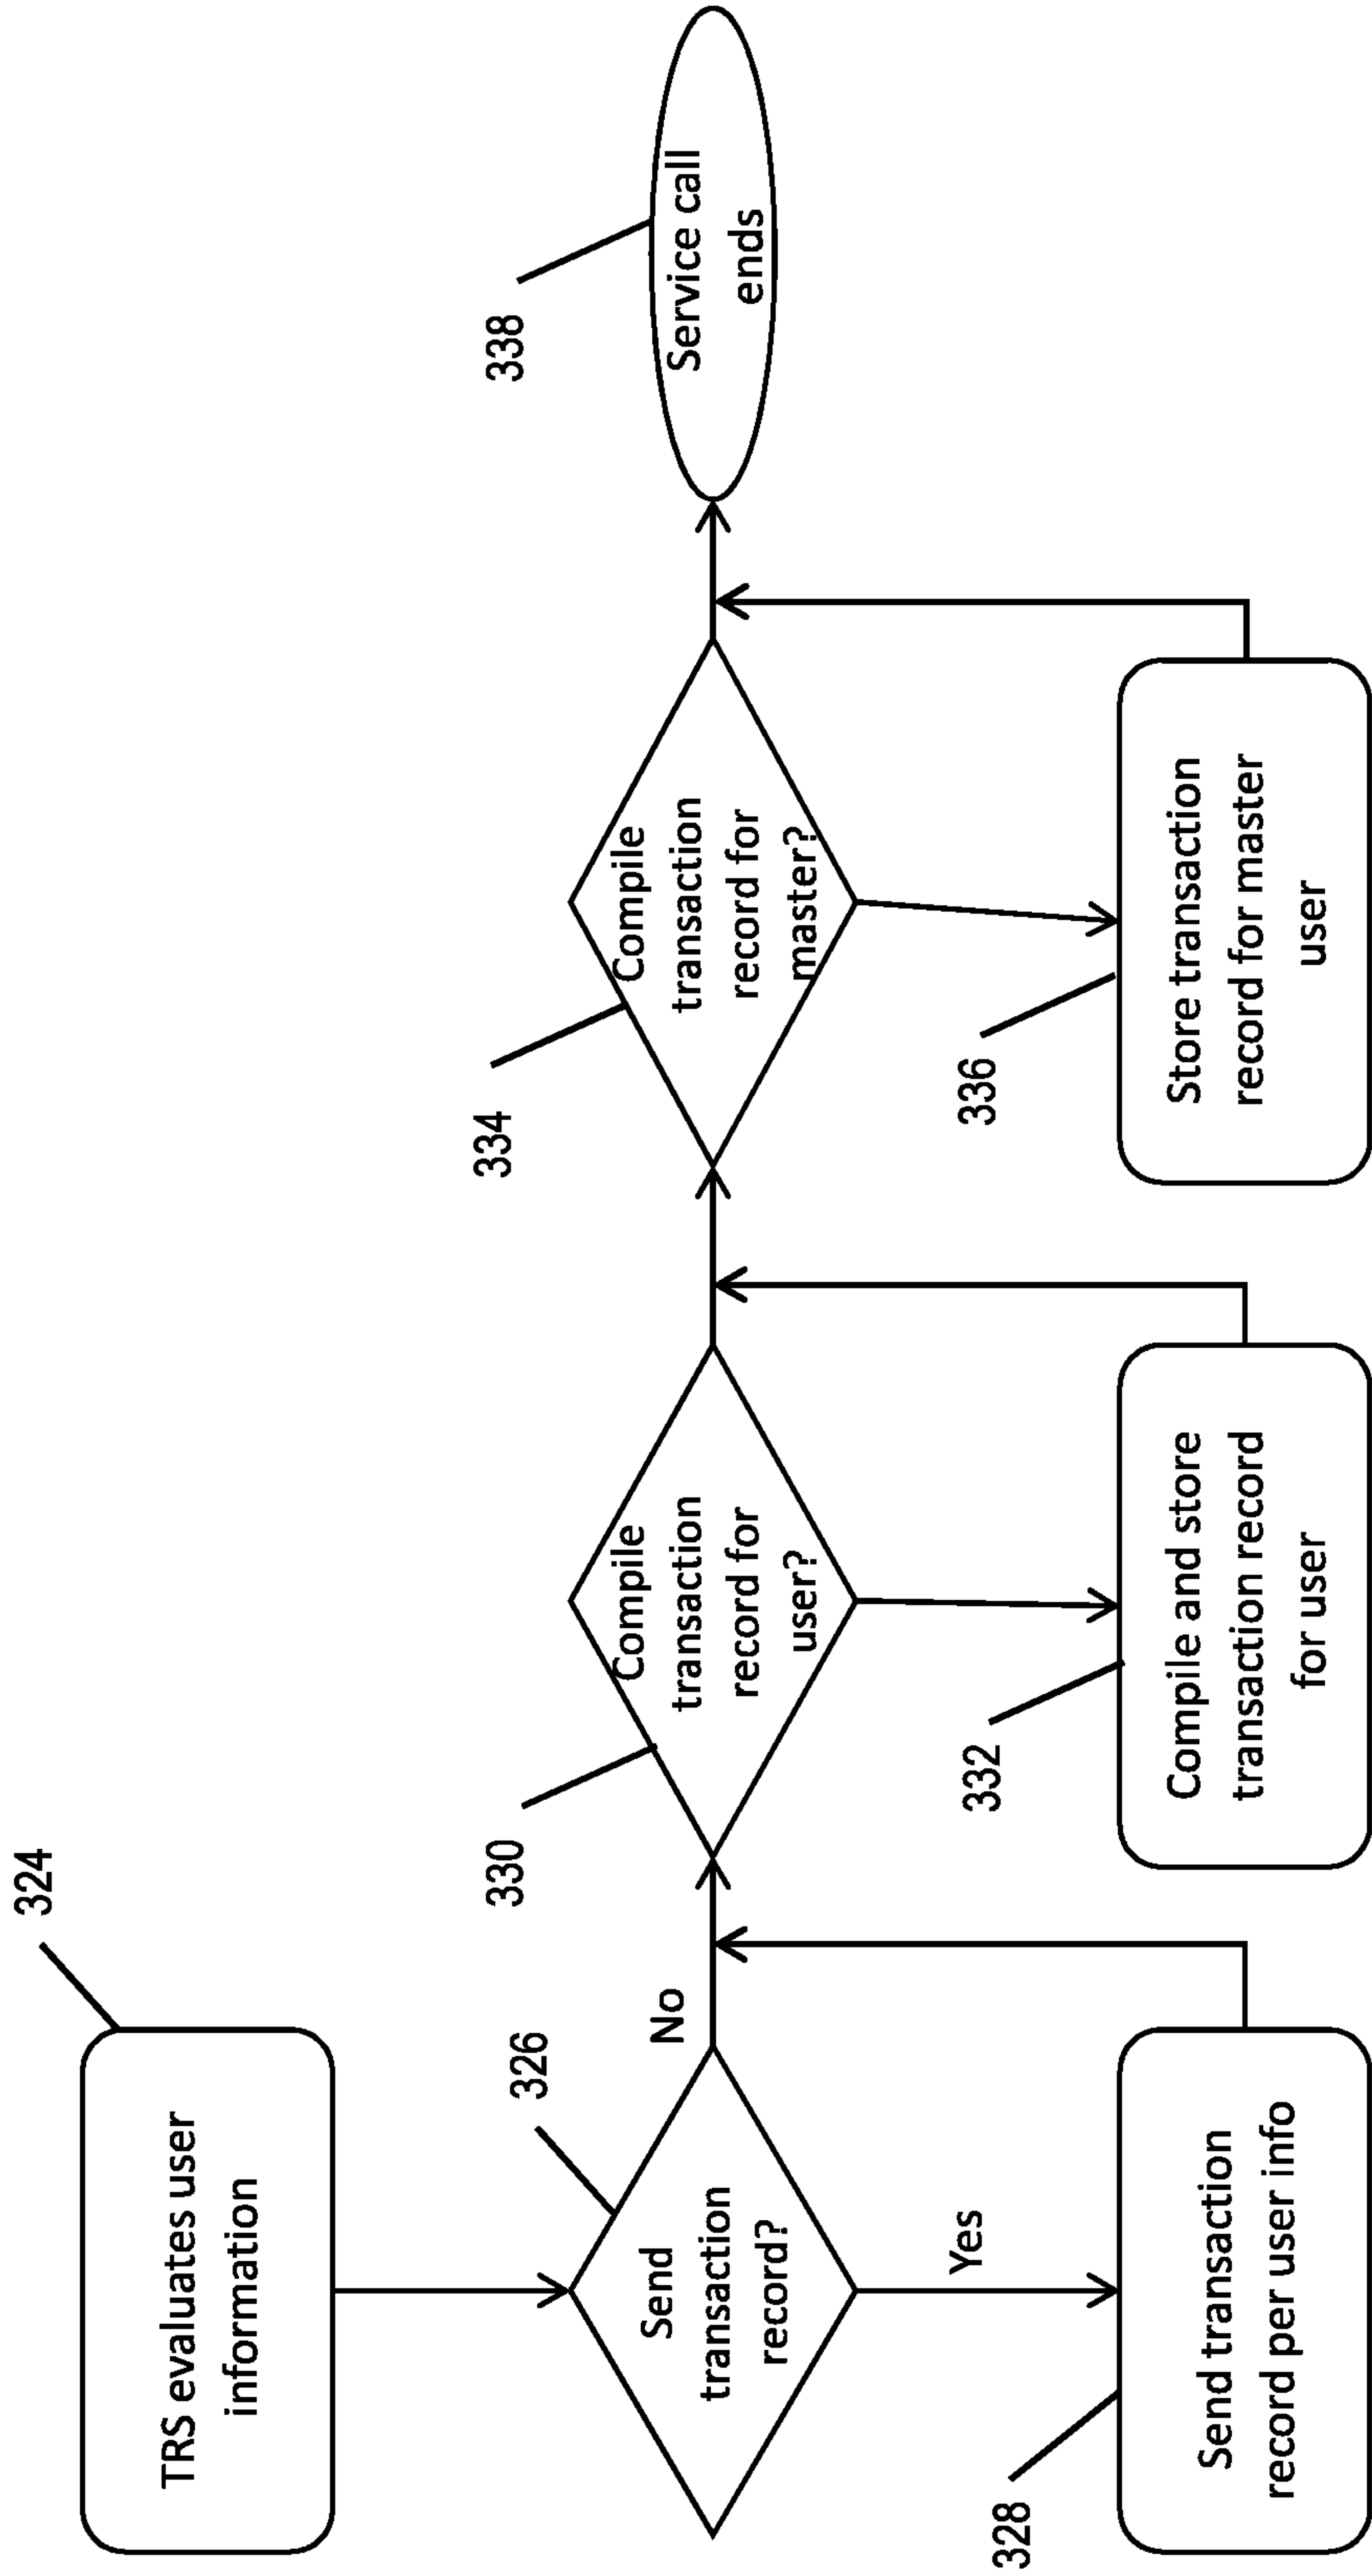 324
TRS evaluates user
information
326
Send
transaction
record?
No
Yes
328
Send transaction
record per user info
330
Compile
transaction
record for
user?
332
Compile and store
transaction record
for user
334
Compile
transaction
record for
master?
336
Store transaction
record for master
user
338
Service call
ends